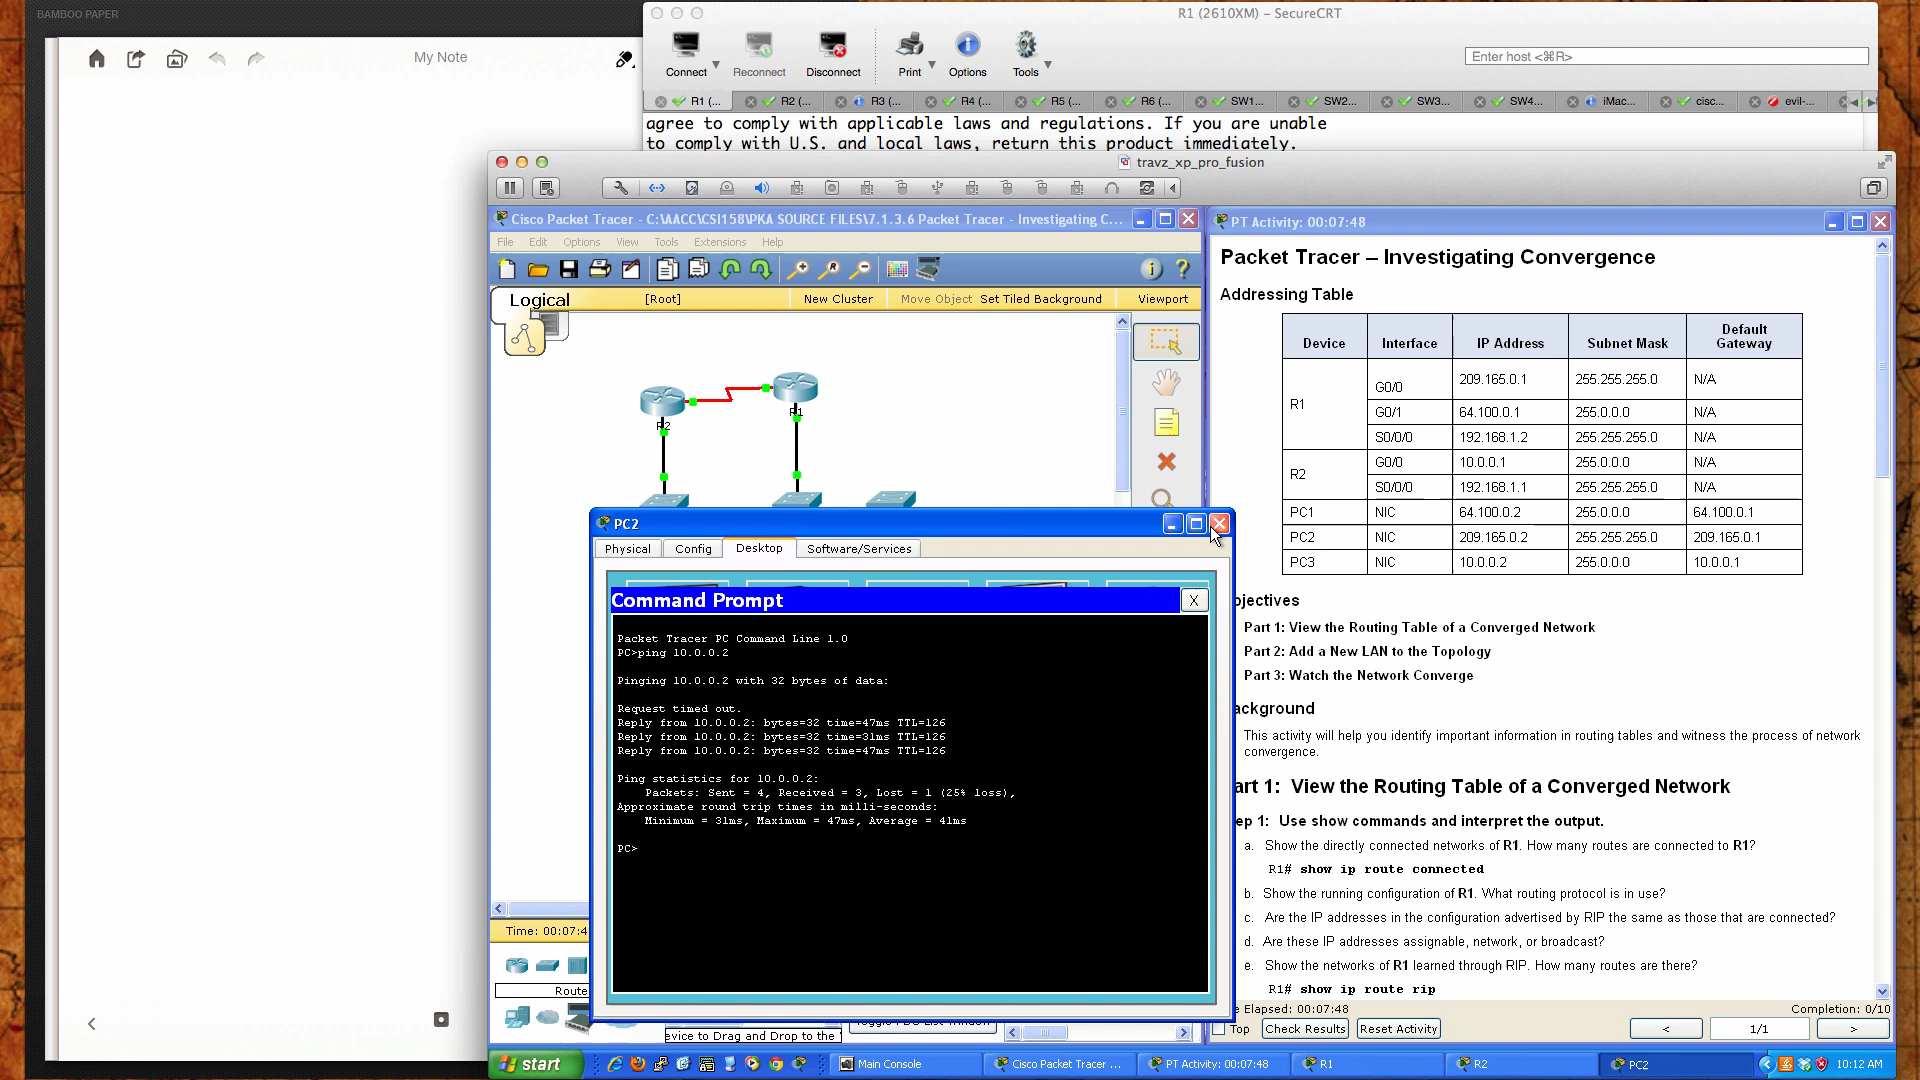 BAMBOO PAPER
My Note
R1 (2610XM) – SecureCRT
Connect
Reconnect
Disconnect
Print
Options
Tools
Enter host <⌘R>
R1 (...
R2 (...
R3 (...
R4 (...
R5 (...
R6 (...
SW1...
SW2...
SW3...
SW4...
iMac...
cisc...
evil-...
agree to comply with applicable laws and regulations. If you are unable
to comply with U.S. and local laws, return this product immediately.
travz_xp_pro_fusion
Cisco Packet Tracer - C:\AACC\CSI158\PKA SOURCE FILES\7.1.3.6 Packet Tracer - Investigating C...
File Edit Options View Tools Extensions Help
Logical
[Root]
New Cluster
Move Object
Set Tiled Background
Viewport
R2
R1
PC2
Physical
Config
Desktop
Software/Services
Command Prompt
X
Packet Tracer PC Command Line 1.0
PC>ping 10.0.0.2
Pinging 10.0.0.2 with 32 bytes of data:
Request timed out.
Reply from 10.0.0.2: bytes=32 time=47ms TTL=126
Reply from 10.0.0.2: bytes=32 time=31ms TTL=126
Reply from 10.0.0.2: bytes=32 time=47ms TTL=126
Ping statistics for 10.0.0.2:
Packets: Sent = 4, Received = 3, Lost = 1 (25% loss),
Approximate round trip times in milli-seconds:
Minimum = 31ms, Maximum = 47ms, Average = 41ms
PC>
Time: 00:07:4
Route
evice to Drag and Drop to the
PT Activity: 00:07:48
Packet Tracer – Investigating Convergence
Addressing Table
Device Interface IP Address Subnet Mask Default Gateway
R1 G0/0 209.165.0.1 255.255.255.0 N/A
G0/1 64.100.0.1 255.0.0.0 N/A
S0/0/0 192.168.1.2 255.255.255.0 N/A
R2 G0/0 10.0.0.1 255.0.0.0 N/A
S0/0/0 192.168.1.1 255.255.255.0 N/A
PC1 NIC 64.100.0.2 255.0.0.0 64.100.0.1
PC2 NIC 209.165.0.2 255.255.255.0 209.165.0.1
PC3 NIC 10.0.0.2 255.0.0.0 10.0.0.1
jectives
Part 1: View the Routing Table of a Converged Network
Part 2: Add a New LAN to the Topology
Part 3: Watch the Network Converge
ackground
This activity will help you identify important information in routing tables and witness the process of network
convergence.
art 1: View the Routing Table of a Converged Network
ep 1: Use show commands and interpret the output.
a. Show the directly connected networks of R1. How many routes are connected to R1?
R1# show ip route connected
b. Show the running configuration of R1. What routing protocol is in use?
c. Are the IP addresses in the configuration advertised by RIP the same as those that are connected?
d. Are these IP addresses assignable, network, or broadcast?
e. Show the networks of R1 learned through RIP. How many routes are there?
R1# show ip route rip
e Elapsed: 00:07:48
Completion: 0/10
Top
Check Results
Reset Activity
<
1/1
>
start
Main Console
Cisco Packet Tracer ...
PT Activity: 00:07:48
R1
R2
PC2
10:12 AM